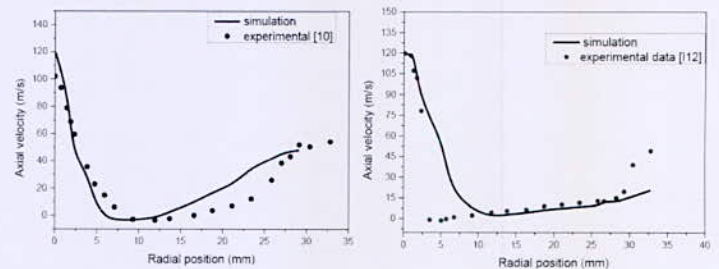 simulation
experimental [10]
140
120
100
80
60
40
20
0
Axial velocity (m/s)
0 5 10 15 20 25 30 35
Radial position (mm)
simulation
experimental data [I12]
150
135
120
105
90
75
60
45
30
15
0
Axial velocity (m/s)
0 5 10 15 20 25 30 35 40
Radial position (mm)